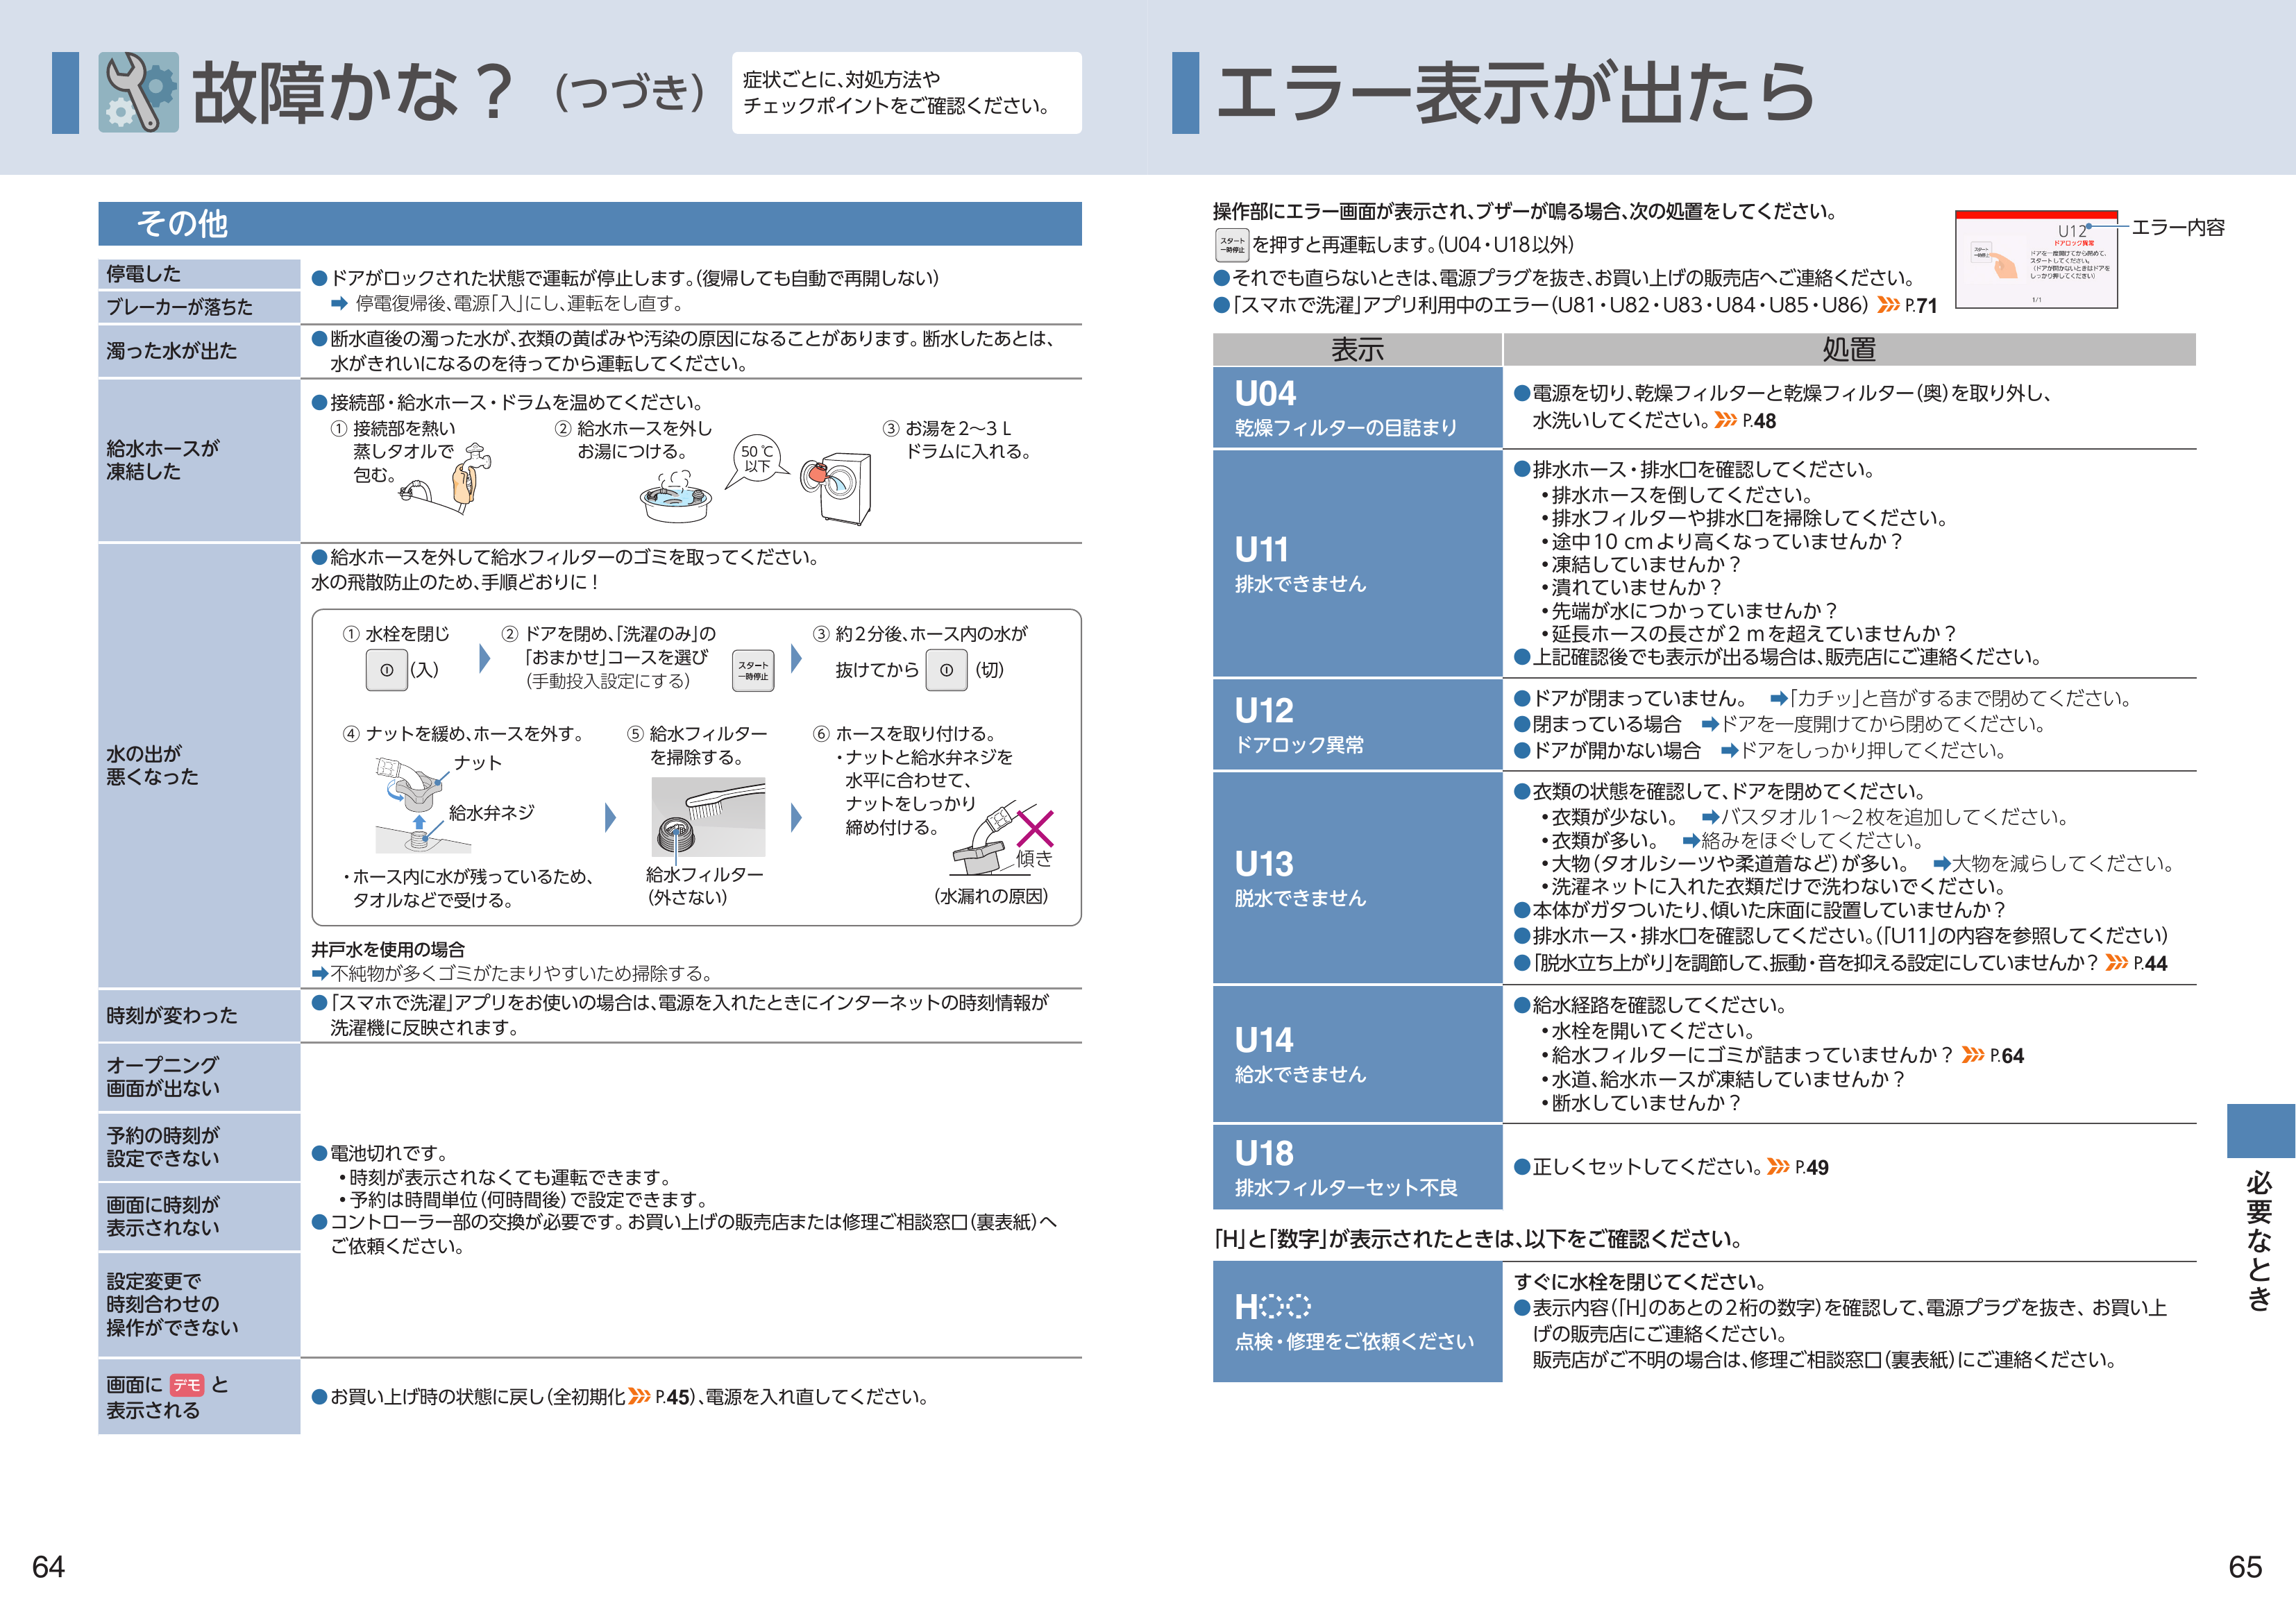 故障かな？（つづき）
症状ごとに、対処方法や
チェックポイントをご確認ください。
その他
停電した
ブレーカーが落ちた
●ドアがロックされた状態で運転が停止します。（復帰しても自動で再開しない）
➡ 停電復帰後、電源「入」にし、運転をし直す。
濁った水が出た
●断水直後の濁った水が、衣類の黄ばみや汚染の原因になることがあります。断水したあとは、
水がきれいになるのを待ってから運転してください。
給水ホースが
凍結した
●接続部・給水ホース・ドラムを温めてください。
① 接続部を熱い
蒸しタオルで
包む。
② 給水ホースを外し
お湯につける。
50℃
以下
③ お湯を2～3 L
ドラムに入れる。
水の出が
悪くなった
●給水ホースを外して給水フィルターのゴミを取ってください。
水の飛散防止のため、手順どおりに！
① 水栓を閉じ
（入）
② ドアを閉め、「洗濯のみ」の
「おまかせ」コースを選び
（手動投入設定にする）
スタート
一時停止
③ 約2分後、ホース内の水が
抜けてから （切）
④ ナットを緩め、ホースを外す。
ナット
給水弁ネジ
・ホース内に水が残っているため、
タオルなどで受ける。
⑤ 給水フィルター
を掃除する。
給水フィルター
（外さない）
⑥ ホースを取り付ける。
・ナットと給水弁ネジを
水平に合わせて、
ナットをしっかり
締め付ける。
傾き
（水漏れの原因）
井戸水を使用の場合
➡不純物が多くゴミがたまりやすいため掃除する。
時刻が変わった
●「スマホで洗濯」アプリをお使いの場合は、電源を入れたときにインターネットの時刻情報が
洗濯機に反映されます。
オープニング
画面が出ない
予約の時刻が
設定できない
画面に時刻が
表示されない
設定変更で
時刻合わせの
操作ができない
●電池切れです。
・時刻が表示されなくても運転できます。
・予約は時間単位（何時間後）で設定できます。
●コントローラー部の交換が必要です。お買い上げの販売店または修理ご相談窓口（裏表紙）へ
ご依頼ください。
画面に デモ と
表示される
●お買い上げ時の状態に戻し（全初期化 P.45）、電源を入れ直してください。
64
エラー表示が出たら
操作部にエラー画面が表示され、ブザーが鳴る場合、次の処置をしてください。
スタート
一時停止
を押すと再運転します。（U04・U18以外）
●それでも直らないときは、電源プラグを抜き、お買い上げの販売店へご連絡ください。
●「スマホで洗濯」アプリ利用中のエラー（U81・U82・U83・U84・U85・U86） P.71
U12
ドアロック異常
スタート
一時停止
ドアを一度開けてから閉めて、
スタートしてください。
（ドアが開かないときはドアを
しっかり押してください）
1/1
エラー内容
表示
処置
U04
乾燥フィルターの目詰まり
●電源を切り、乾燥フィルターと乾燥フィルター（奥）を取り外し、
水洗いしてください。 P.48
U11
排水できません
●排水ホース・排水口を確認してください。
・排水ホースを倒してください。
・排水フィルターや排水口を掃除してください。
・途中10 cmより高くなっていませんか？
・凍結していませんか？
・潰れていませんか？
・先端が水につかっていませんか？
・延長ホースの長さが2 mを超えていませんか？
●上記確認後でも表示が出る場合は、販売店にご連絡ください。
U12
ドアロック異常
●ドアが閉まっていません。 ➡「カチッ」と音がするまで閉めてください。
●閉まっている場合 ➡ドアを一度開けてから閉めてください。
●ドアが開かない場合 ➡ドアをしっかり押してください。
U13
脱水できません
●衣類の状態を確認して、ドアを閉めてください。
・衣類が少ない。 ➡バスタオル1～2枚を追加してください。
・衣類が多い。 ➡絡みをほぐしてください。
・大物（タオルシーツや柔道着など）が多い。 ➡大物を減らしてください。
・洗濯ネットに入れた衣類だけで洗わないでください。
●本体がガタついたり、傾いた床面に設置していませんか？
●排水ホース・排水口を確認してください。（「U11」の内容を参照してください）
●「脱水立ち上がり」を調節して、振動・音を抑える設定にしていませんか？ P.44
U14
給水できません
●給水経路を確認してください。
・水栓を開いてください。
・給水フィルターにゴミが詰まっていませんか？ P.64
・水道、給水ホースが凍結していませんか？
・断水していませんか？
U18
排水フィルターセット不良
●正しくセットしてください。 P.49
「H」と「数字」が表示されたときは、以下をご確認ください。
H◌◌
点検・修理をご依頼ください
すぐに水栓を閉じてください。
●表示内容（「H」のあとの2桁の数字）を確認して、電源プラグを抜き、お買い上
げの販売店にご連絡ください。
販売店がご不明の場合は、修理ご相談窓口（裏表紙）にご連絡ください。
必要なとき
65